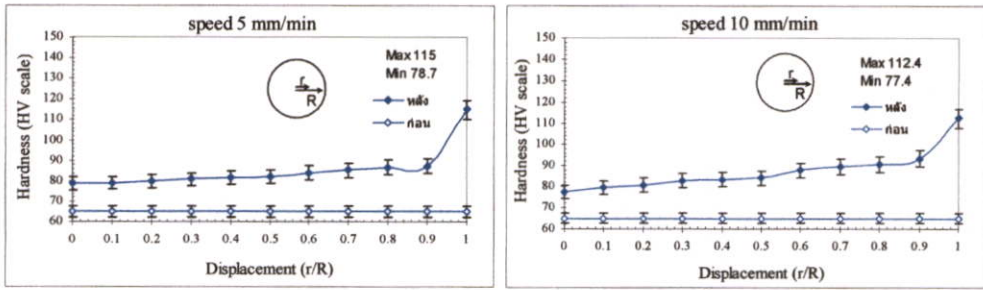 speed 5 mm/min
Hardness (HV scale)
150
140
130
120
110
100
90
80
70
60
Max 115
Min 78.7
r
R
หลัง
ก่อน
0 0.1 0.2 0.3 0.4 0.5 0.6 0.7 0.8 0.9 1
Displacement (r/R)
speed 10 mm/min
Hardness (HV scale)
150
140
130
120
110
100
90
80
70
60
Max 112.4
Min 77.4
r
R
หลัง
ก่อน
0 0.1 0.2 0.3 0.4 0.5 0.6 0.7 0.8 0.9 1
Displacement (r/R)